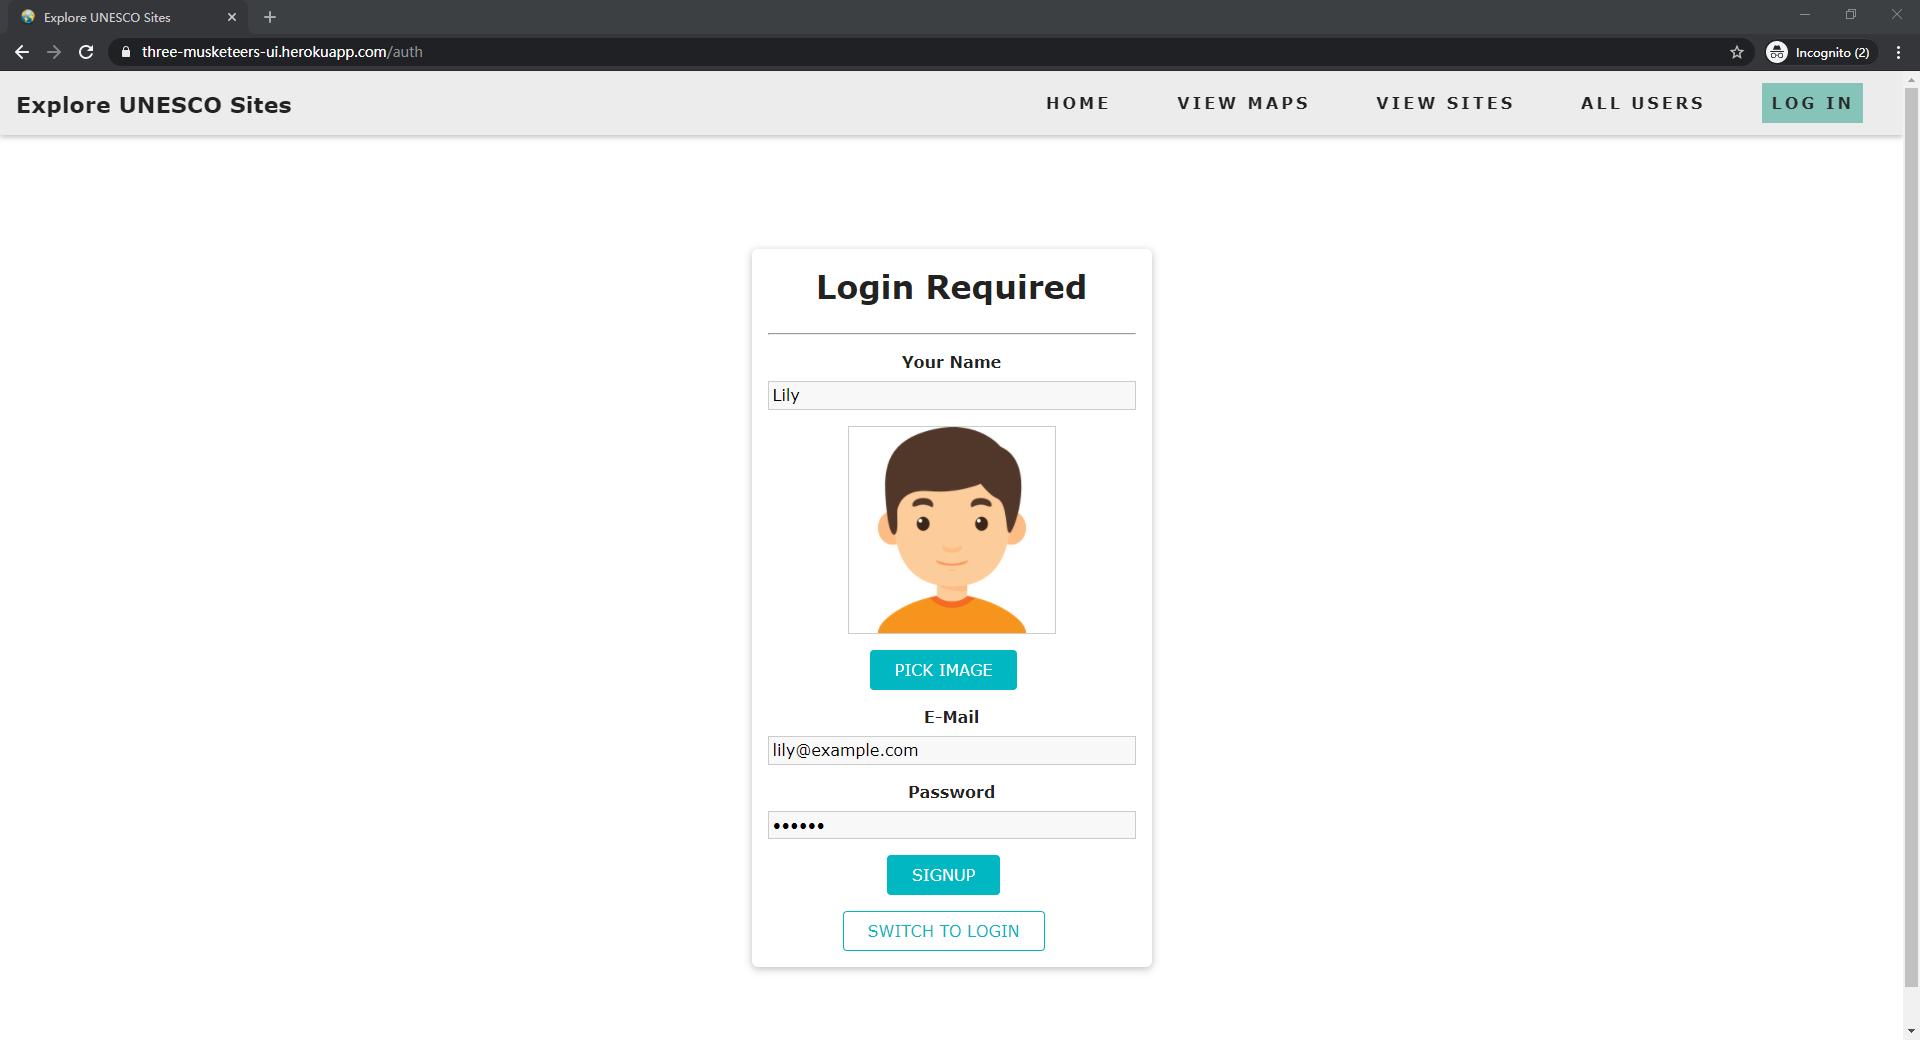 Explore UNESCO Sites
three-musketeers-ui.herokuapp.com/auth
Incognito (2)
Explore UNESCO Sites
HOME
VIEW MAPS
VIEW SITES
ALL USERS
LOG IN
Login Required
Your Name
Lily
PICK IMAGE
E-Mail
lily@example.com
Password
••••••
SIGNUP
SWITCH TO LOGIN